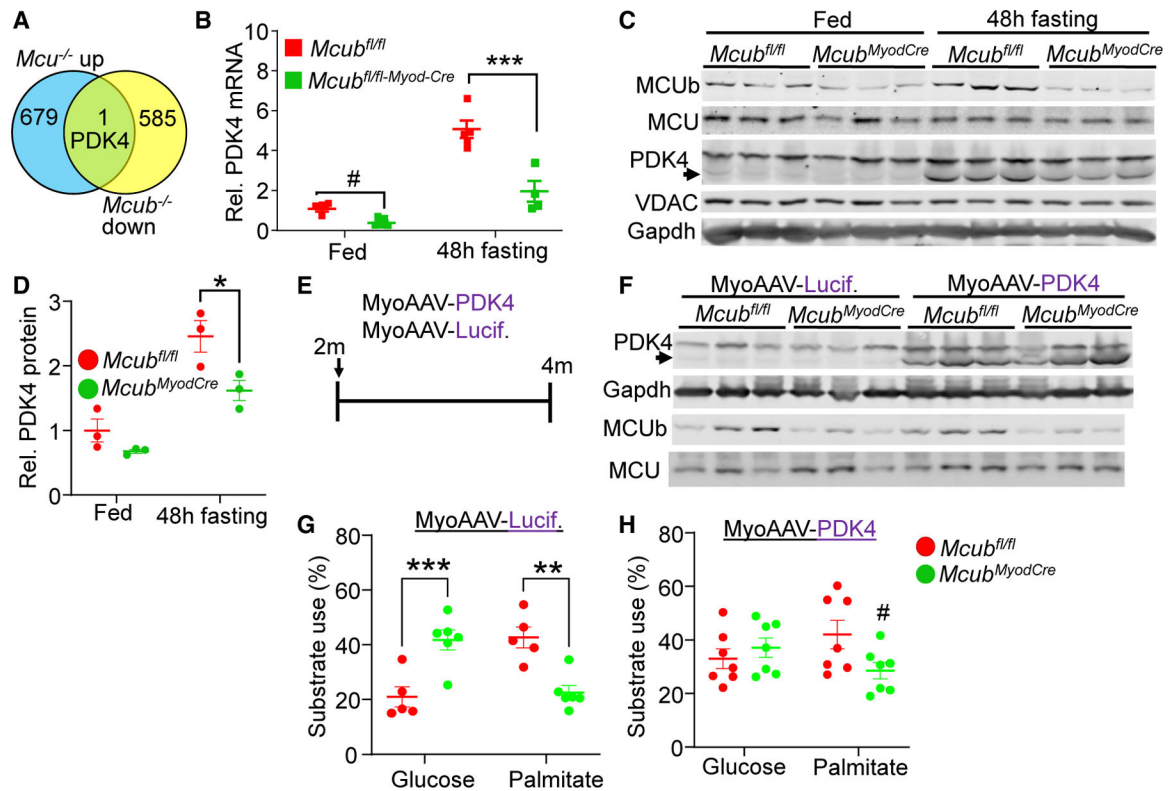 A
Mcu-/- up
679
1
PDK4
585
Mcub-/-
down
B
Rel. PDK4 mRNA
10
8
6
4
2
0
Mcubfl/fl
Mcubfl/fl-Myod-Cre
#
***
Fed
48h fasting
C
Fed
48h fasting
Mcubfl/fl
McubMyodCre
Mcubfl/fl
McubMyodCre
MCUb
MCU
PDK4
VDAC
Gapdh
D
Rel. PDK4 protein
3
2
1
0
*
Mcubfl/fl
McubMyodCre
Fed
48h fasting
E
MyoAAV-PDK4
MyoAAV-Lucif.
2m
4m
F
MyoAAV-Lucif.
MyoAAV-PDK4
Mcubfl/fl
McubMyodCre
Mcubfl/fl
McubMyodCre
PDK4
Gapdh
MCUb
MCU
G
MyoAAV-Lucif.
Substrate use (%)
80
60
40
20
0
***
**
Glucose
Palmitate
H
MyoAAV-PDK4
Substrate use (%)
80
60
40
20
0
#
Glucose
Palmitate
Mcubfl/fl
McubMyodCre